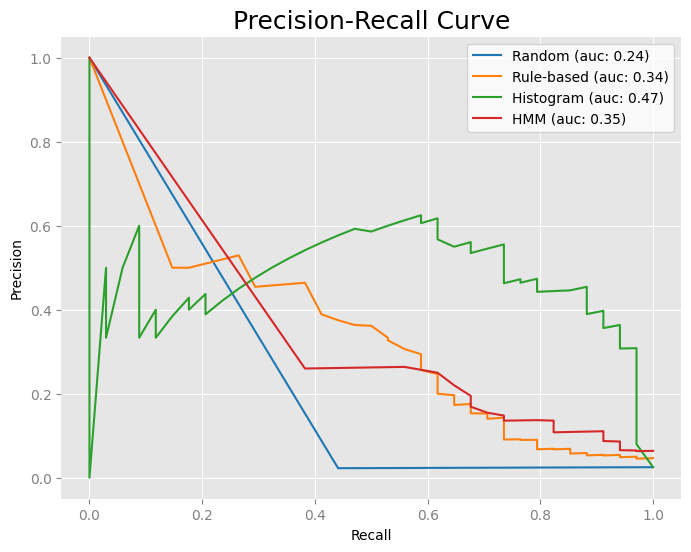 Precision-Recall Curve
Random (auc: 0.24)
Rule-based (auc: 0.34)
Histogram (auc: 0.47)
HMM (auc: 0.35)
Precision
1.0
0.8
0.6
0.4
0.2
0.0
0.0 0.2 0.4 0.6 0.8 1.0
Recall